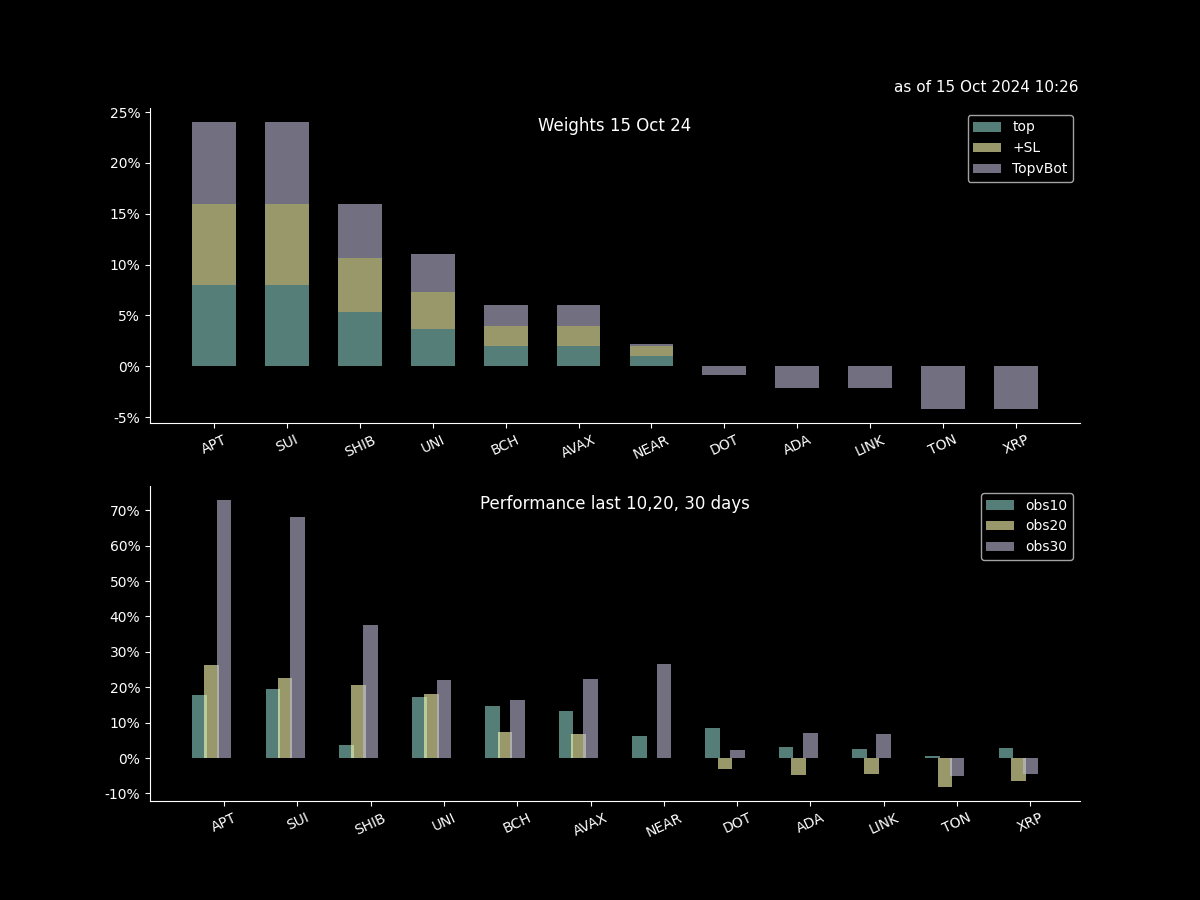 as of 15 Oct 2024 10:26
Weights 15 Oct 24
top
+SL
TopvBot
25%
20%
15%
10%
5%
0%
-5%
APT SUI SHIB UNI BCH AVAX NEAR DOT ADA LINK TON XRP
Performance last 10,20, 30 days
obs10
obs20
obs30
70%
60%
50%
40%
30%
20%
10%
0%
-10%
APT SUI SHIB UNI BCH AVAX NEAR DOT ADA LINK TON XRP